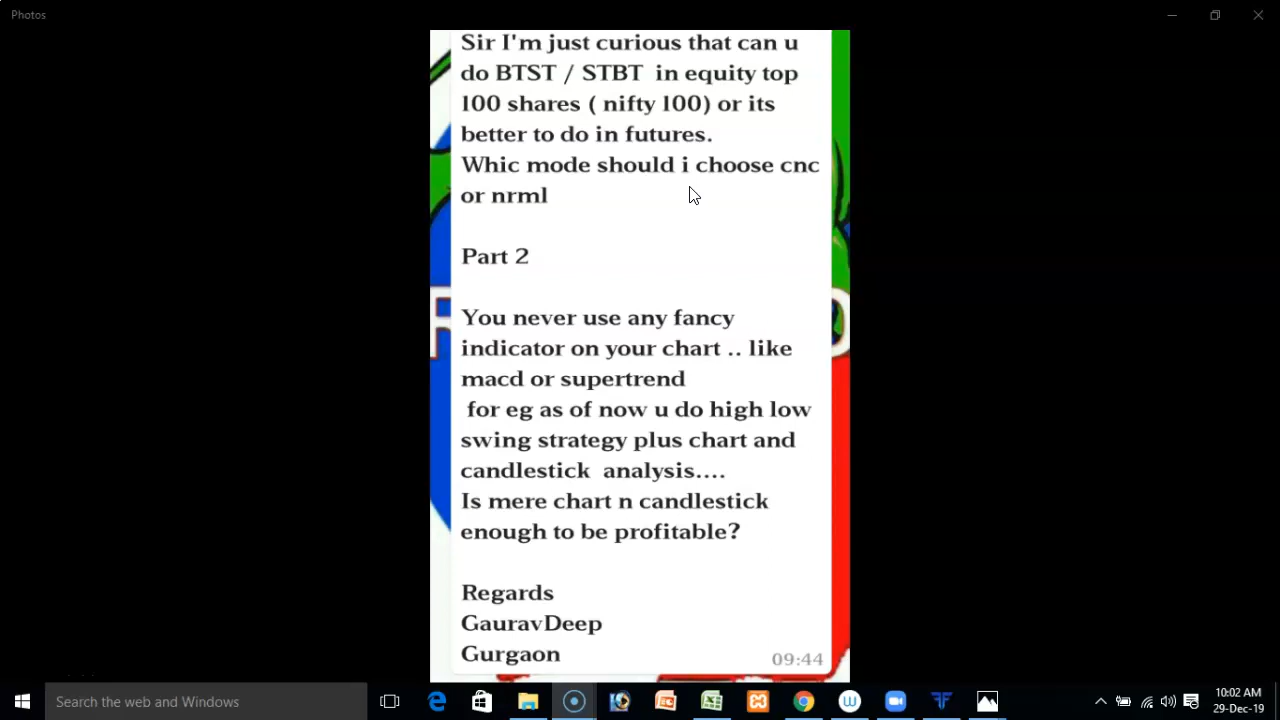 Photos
Sir I'm just curious that can u
do BTST / STBT in equity top
100 shares ( nifty 100) or its
better to do in futures.
Whic mode should i choose cnc
or nrml
Part 2
You never use any fancy
indicator on your chart .. like
macd or supertrend
for eg as of now u do high low
swing strategy plus chart and
candlestick analysis....
Is mere chart n candlestick
enough to be profitable?
Regards
GauravDeep
Gurgaon
09:44
Search the web and Windows
10:02 AM
29-Dec-19